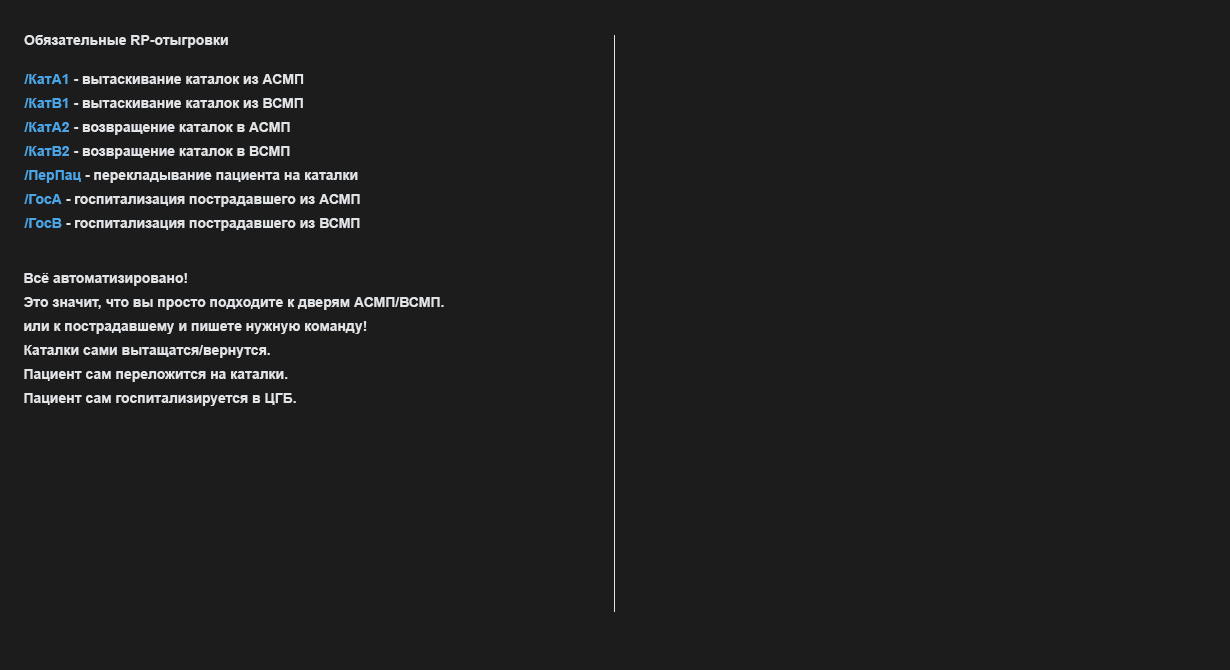 Обязательные RP-отыгровки
/КатА1 - вытаскивание каталок из АСМП
/КатВ1 - вытаскивание каталок из ВСМП
/КатА2 - возвращение каталок в АСМП
/КатВ2 - возвращение каталок в ВСМП
/ПерПац - перекладывание пациента на каталки
/ГосА - госпитализация пострадавшего из АСМП
/ГосВ - госпитализация пострадавшего из ВСМП
Всё автоматизировано!
Это значит, что вы просто подходите к дверям АСМП/ВСМП.
или к пострадавшему и пишете нужную команду!
Каталки сами вытащатся/вернутся.
Пациент сам переложится на каталки.
Пациент сам госпитализируется в ЦГБ.